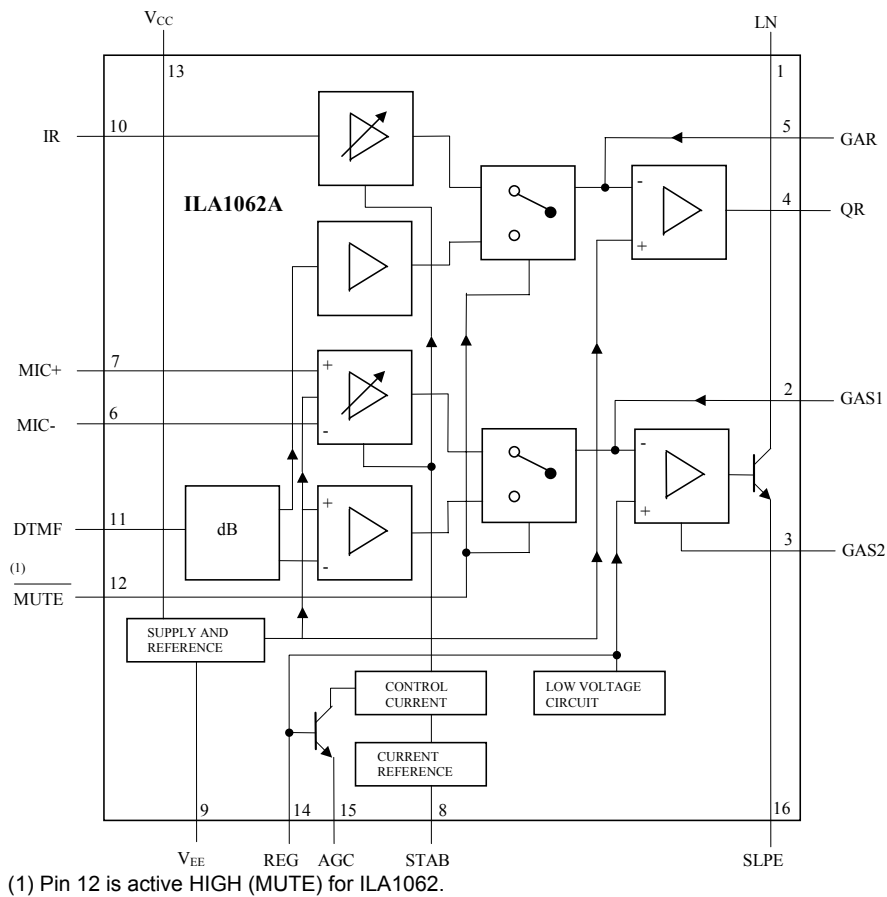 VCC
LN
13
1
IR
10
5
GAR
ILA1062A
-
4
QR
+
MIC+
7
+
2
GAS1
MIC-
6
-
-
DTMF
11
dB
+
+
-
3
GAS2
(1)
MUTE
12
SUPPLY AND
REFERENCE
CONTROL
CURRENT
LOW VOLTAGE
CIRCUIT
CURRENT
REFERENCE
9
14
15
8
16
VEE
REG
AGC
STAB
SLPE
(1) Pin 12 is active HIGH (MUTE) for ILA1062.